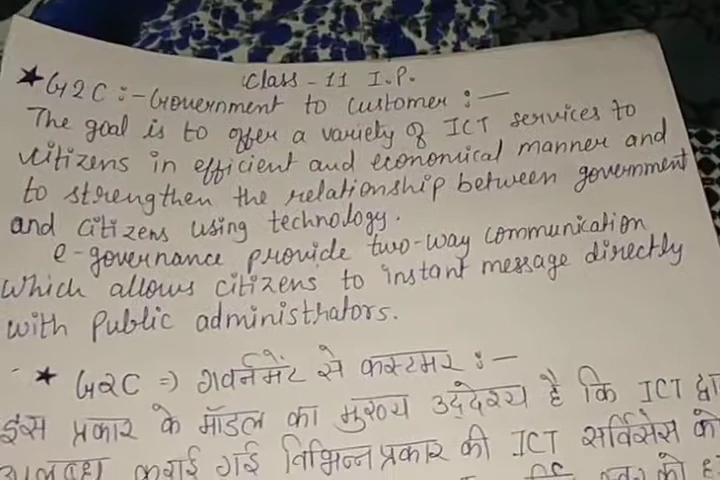 Class - 11 I.P.
★ G2C :- Government to customer : —
The goal is to offer a variety of ICT services to
citizens in efficient and economical manner and
to strengthen the relationship between government
and citizens using technology.
e-governance provide two-way communication
which allows citizens to instant message directly
with Public administrators.
★ G2C => गवर्नमेंट से कस्टमर : —
इस प्रकार के मॉडल का मुख्य उद्देश्य है कि ICT
कराई गई विभिन्न प्रकार की ICT सर्विसेस को